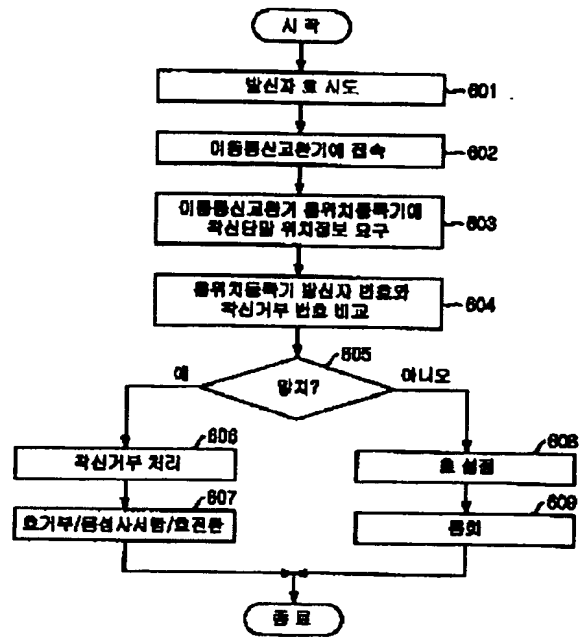 시 작
발신자 호 시도
601
이동통신교환기에 접속
602
이동통신교환기 홈위치등록기에
착신단말 위치정보 요구
603
홈위치등록기 발신자 번호와
착신거부 번호 비교
604
605
일치?
예
아니오
606
착신거부 처리
607
호거부/음성사서함/호전환
608
호 설정
609
통화
종 료